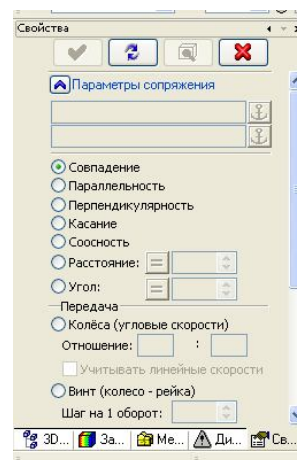 Свойства
Параметры сопряжения
Совпадение
Параллельность
Перпендикулярность
Касание
Соосность
Расстояние: =
Угол: =
Передача
Колёса (угловые скорости)
Отношение: :
Учитывать линейные скорости
Винт (колесо - рейка)
Шаг на 1 оборот:
3D... За... Ме... Ди... Св...